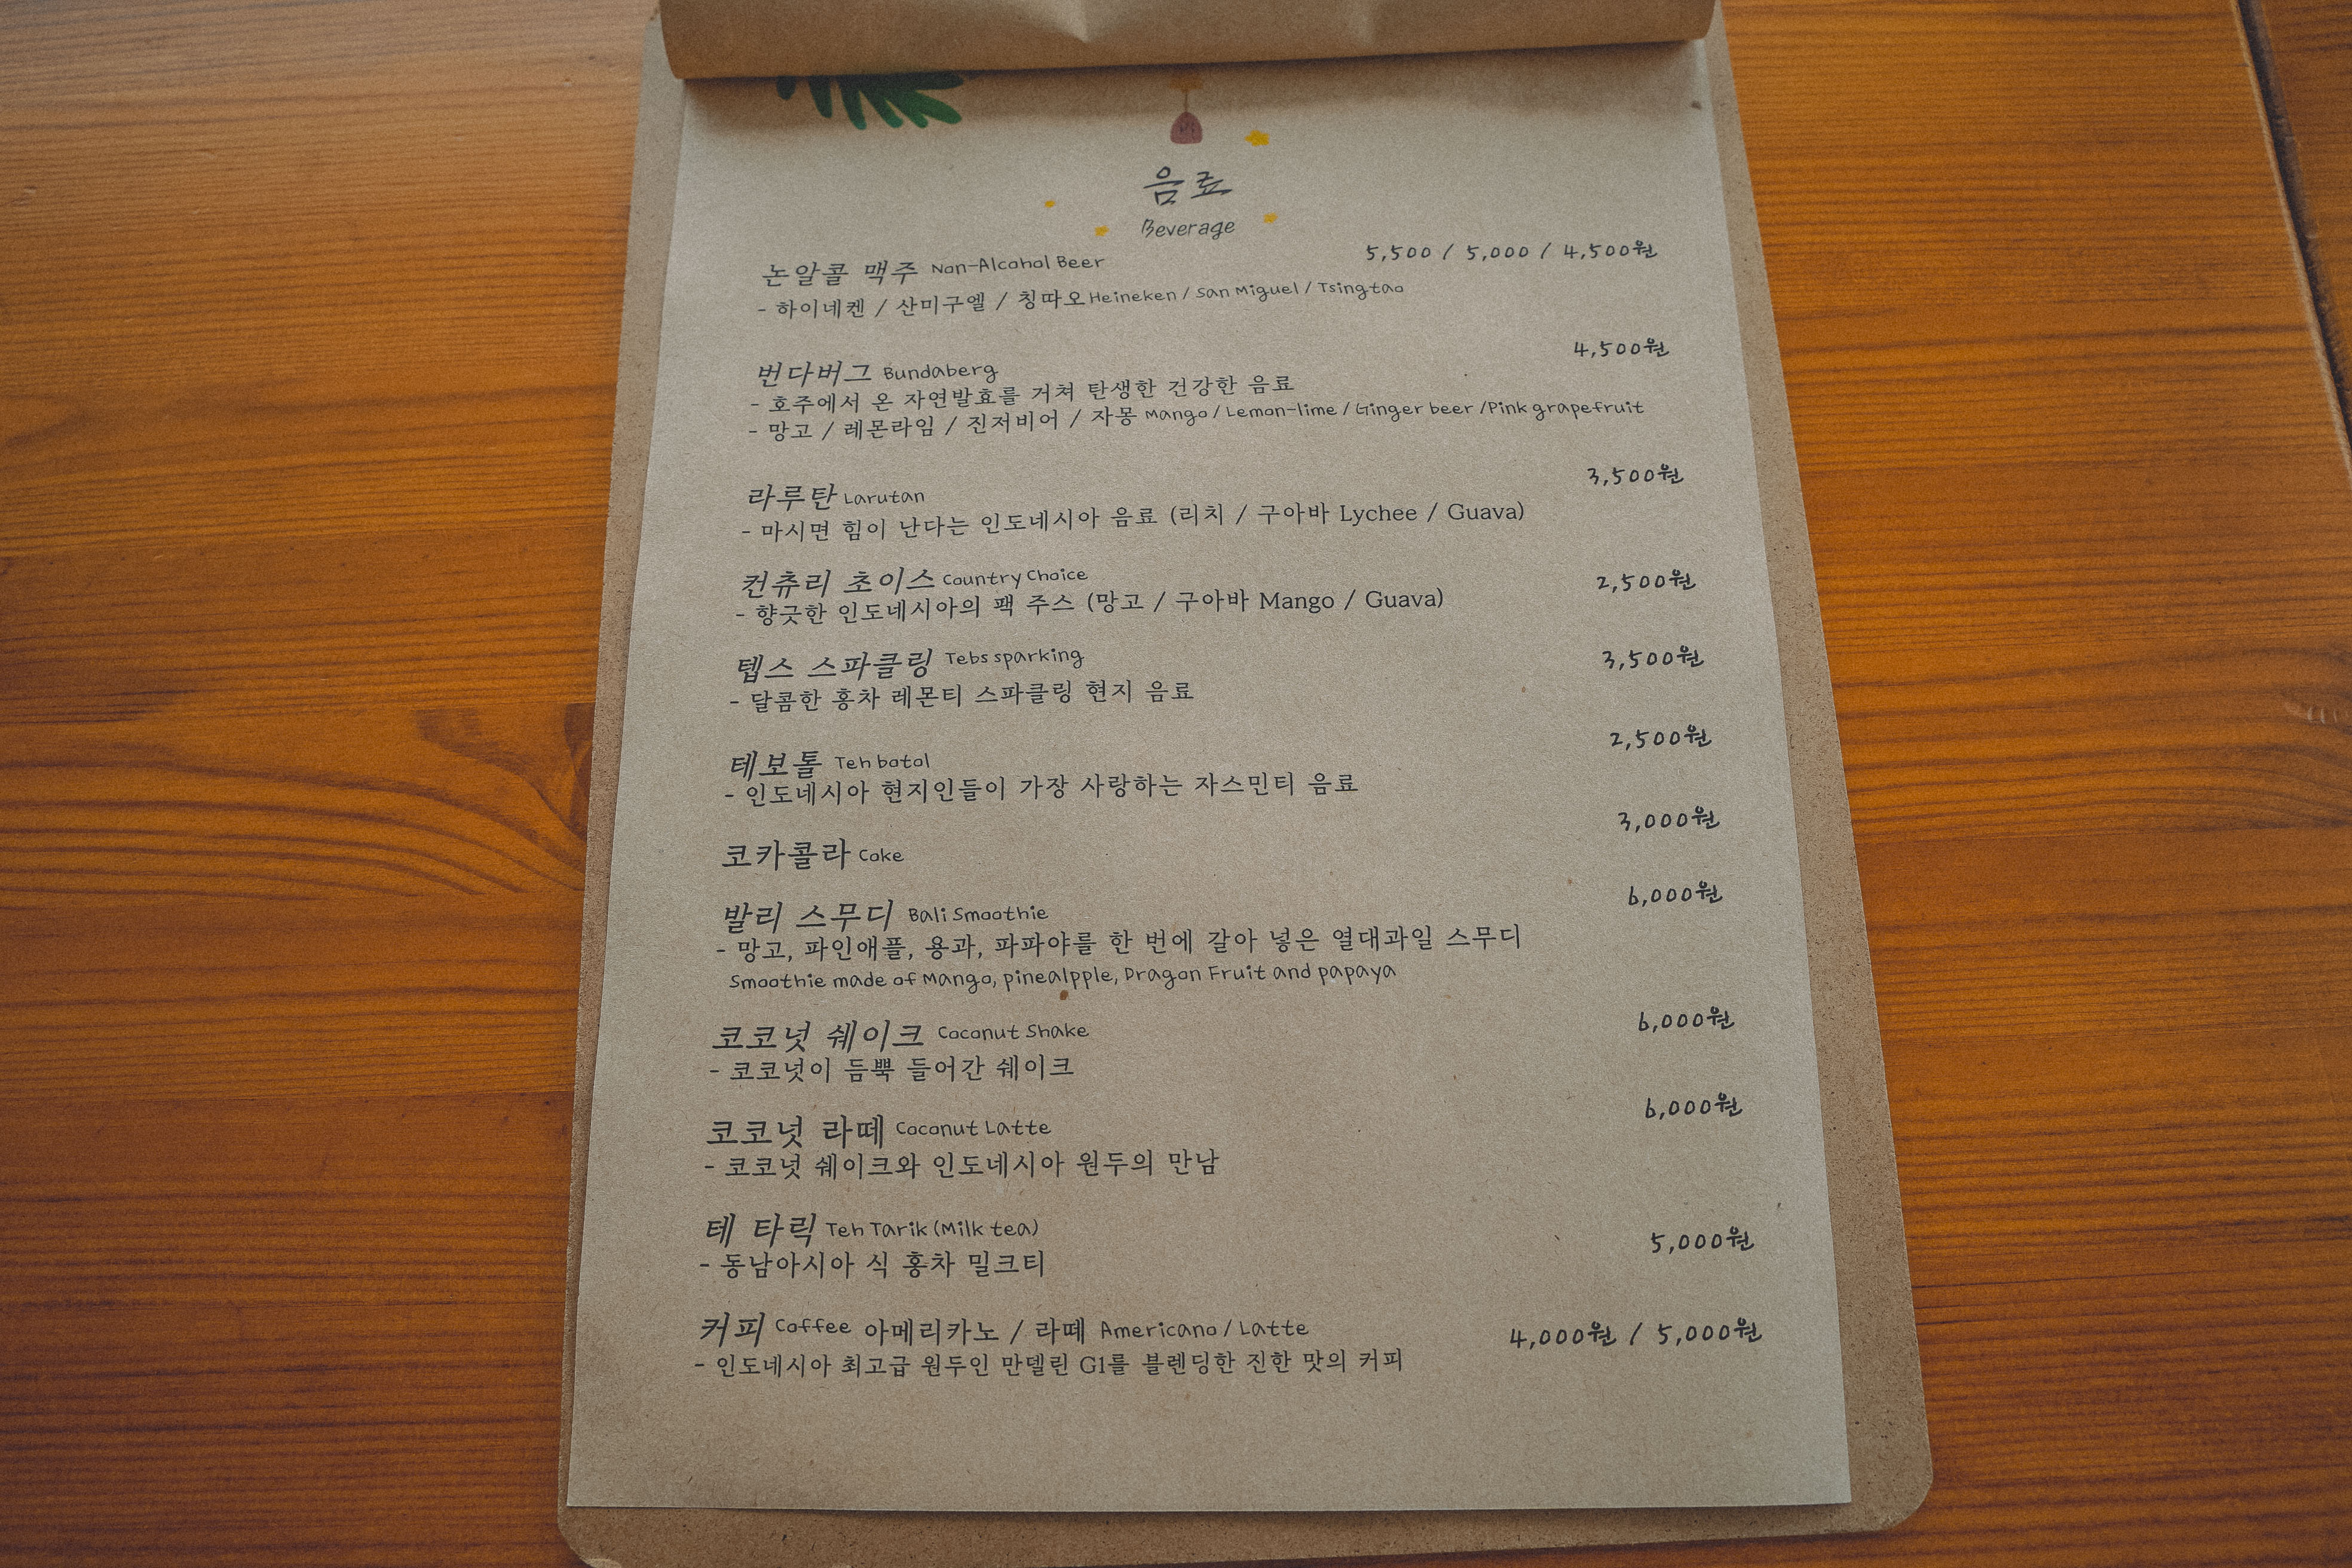 음료
Beverage
논알콜 맥주 Non-Alcohol Beer 5,500 / 5,000 / 4,500원
- 하이네켄 / 산미구엘 / 칭따오 Heineken / San Miguel / Tsingtao
번다버그 Bundaberg 4,500원
- 호주에서 온 자연발효를 거쳐 탄생한 건강한 음료
- 망고 / 레몬라임 / 진저비어 / 자몽 Mango / Lemon-lime / Ginger beer / Pink grapefruit
라루탄 Larutan 3,500원
- 마시면 힘이 난다는 인도네시아 음료 (리치 / 구아바 Lychee / Guava)
컨츄리 초이스 Country Choice 2,500원
- 향긋한 인도네시아의 팩 주스 (망고 / 구아바 Mango / Guava)
텝스 스파클링 Tebs sparking 3,500원
- 달콤한 홍차 레몬티 스파클링 현지 음료
테보톨 Teh botol 2,500원
- 인도네시아 현지인들이 가장 사랑하는 자스민티 음료
코카콜라 Coke 3,000원
발리 스무디 Bali Smoothie 6,000원
- 망고, 파인애플, 용과, 파파야를 한 번에 갈아 넣은 열대과일 스무디
Smoothie made of Mango, pinealpple, Dragon Fruit and papaya
코코넛 쉐이크 Coconut Shake 6,000원
- 코코넛이 듬뿍 들어간 쉐이크
코코넛 라떼 Coconut Latte 6,000원
- 코코넛 쉐이크와 인도네시아 원두의 만남
테 타릭 Teh Tarik (Milk tea) 5,000원
- 동남아시아 식 홍차 밀크티
커피 Coffee 아메리카노 / 라떼 Americano / Latte 4,000원 / 5,000원
- 인도네시아 최고급 원두인 만델린 G1를 블렌딩한 진한 맛의 커피